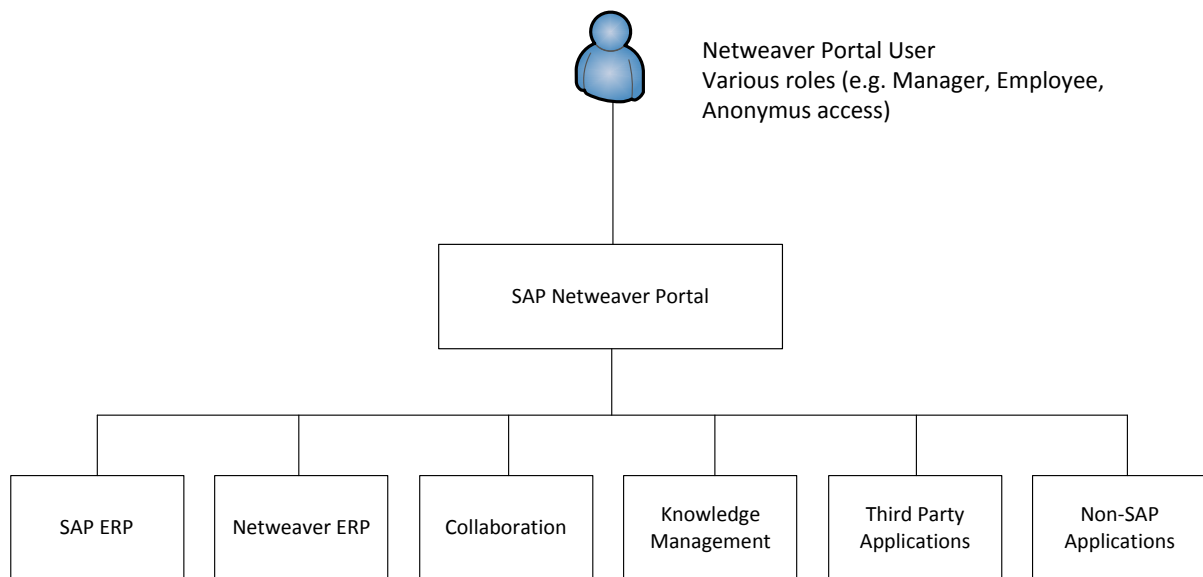 Netweaver Portal User
Various roles (e.g. Manager, Employee,
Anonymus access)
SAP Netweaver Portal
SAP ERP
Netweaver ERP
Collaboration
Knowledge
Management
Third Party
Applications
Non-SAP
Applications